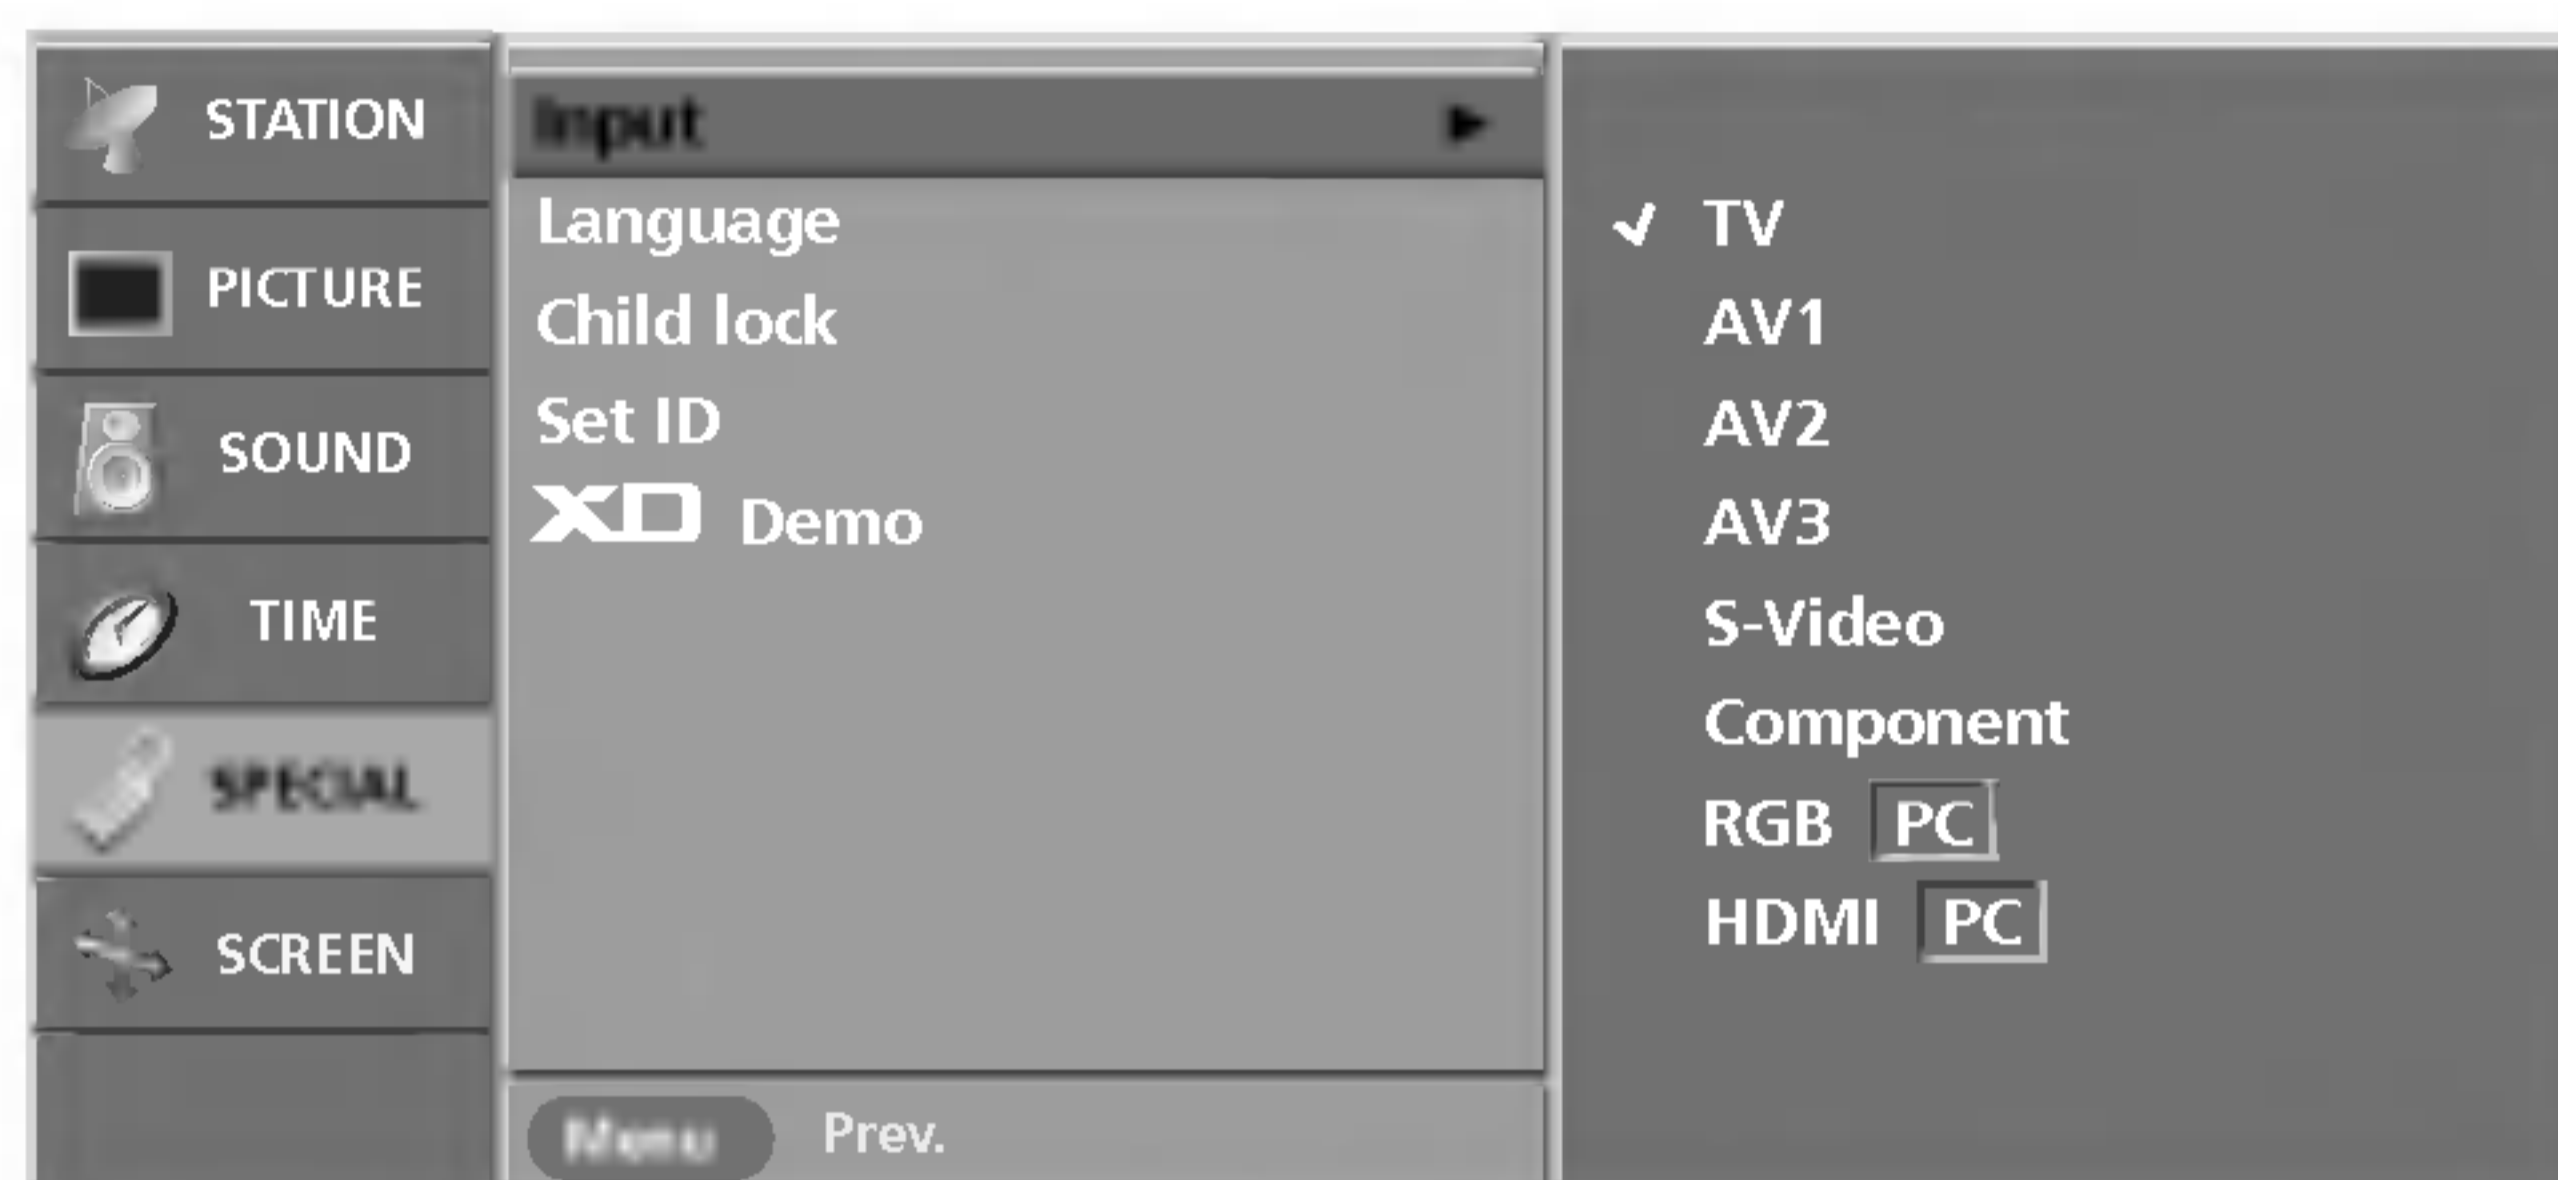 STATION
PICTURE
SOUND
TIME
SPECIAL
SCREEN
Input
Language
Child lock
Set ID
XD Demo
Menu Prev.
TV
AV1
AV2
AV3
S-Video
Component
RGB PC
HDMI PC